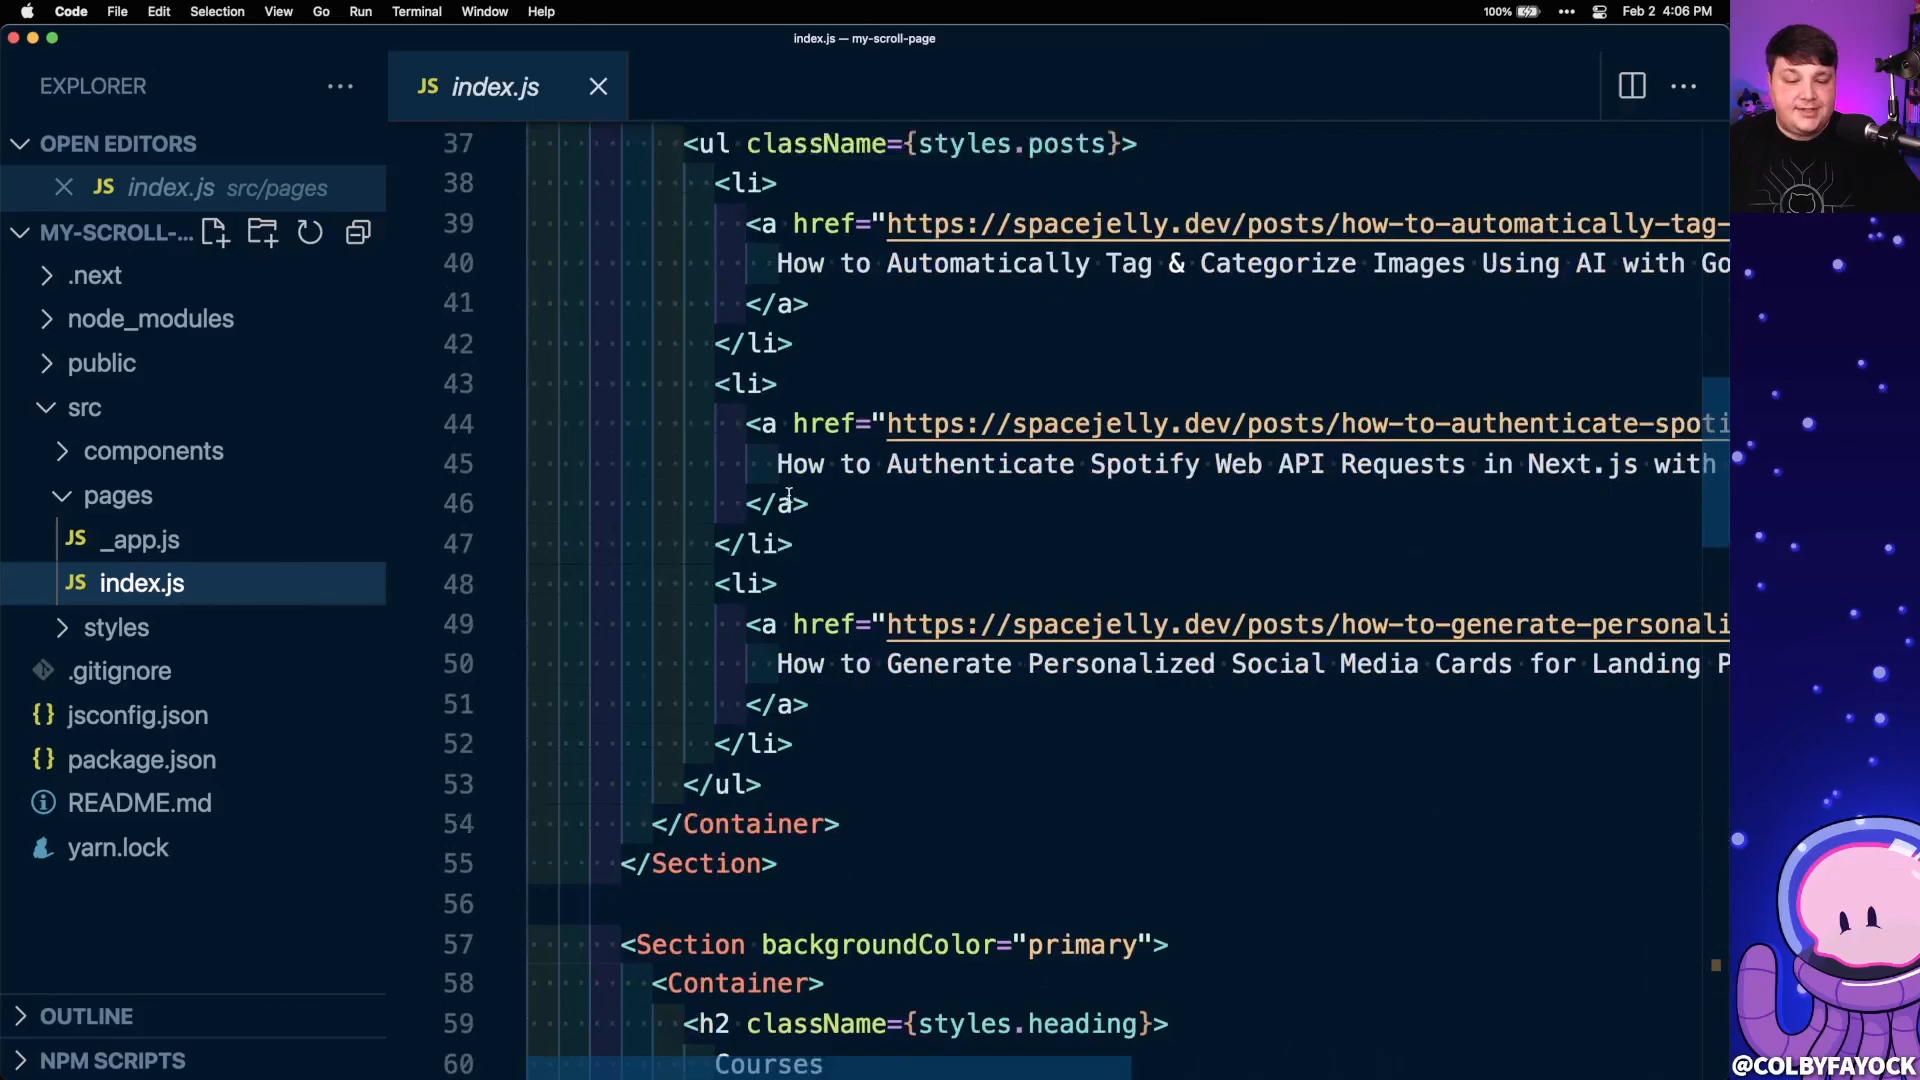 Code File Edit Selection View Go Run Terminal Window Help 100% Feb 2 4:06 PM
index.js — my-scroll-page
EXPLORER
JS index.js
OPEN EDITORS
JS index.js src/pages
MY-SCROLL-...
.next
node_modules
public
src
components
pages
JS _app.js
JS index.js
styles
.gitignore
{} jsconfig.json
{} package.json
README.md
yarn.lock
OUTLINE
NPM SCRIPTS
37 <ul className={styles.posts}>
38 <li>
39 <a href="https://spacejelly.dev/posts/how-to-automatically-tag-
40 How to Automatically Tag & Categorize Images Using AI with Go
41 </a>
42 </li>
43 <li>
44 <a href="https://spacejelly.dev/posts/how-to-authenticate-spoti
45 How to Authenticate Spotify Web API Requests in Next.js with
46 </a>
47 </li>
48 <li>
49 <a href="https://spacejelly.dev/posts/how-to-generate-personali
50 How to Generate Personalized Social Media Cards for Landing P
51 </a>
52 </li>
53 </ul>
54 </Container>
55 </Section>
56
57 <Section backgroundColor="primary">
58 <Container>
59 <h2 className={styles.heading}>
60 Courses
@COLBYFAYOCK